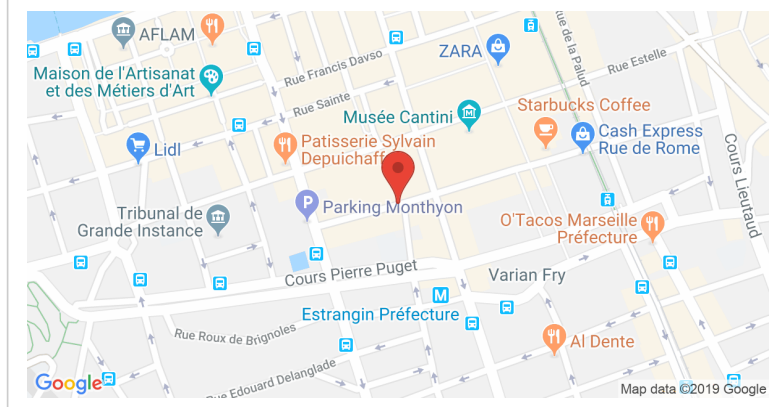 AFLAM
ZARA
Rue de la Palud
Rue Francis Davso
Rue Estelle
Maison de l'Artisanat
et des Métiers d'Art
Rue Sainte
Musée Cantini
Starbucks Coffee
Cash Express
Rue de Rome
Cours Lieutaud
Lidl
Patisserie Sylvain
Depuichaff
P
Parking Monthyon
Tribunal de
Grande Instance
O'Tacos Marseille
Préfecture
Cours Pierre Puget
Varian Fry
M
Estrangin Préfecture
Rue Roux de Brignoles
Al Dente
Rue Edouard Delanglade
Google
Map data ©2019 Google